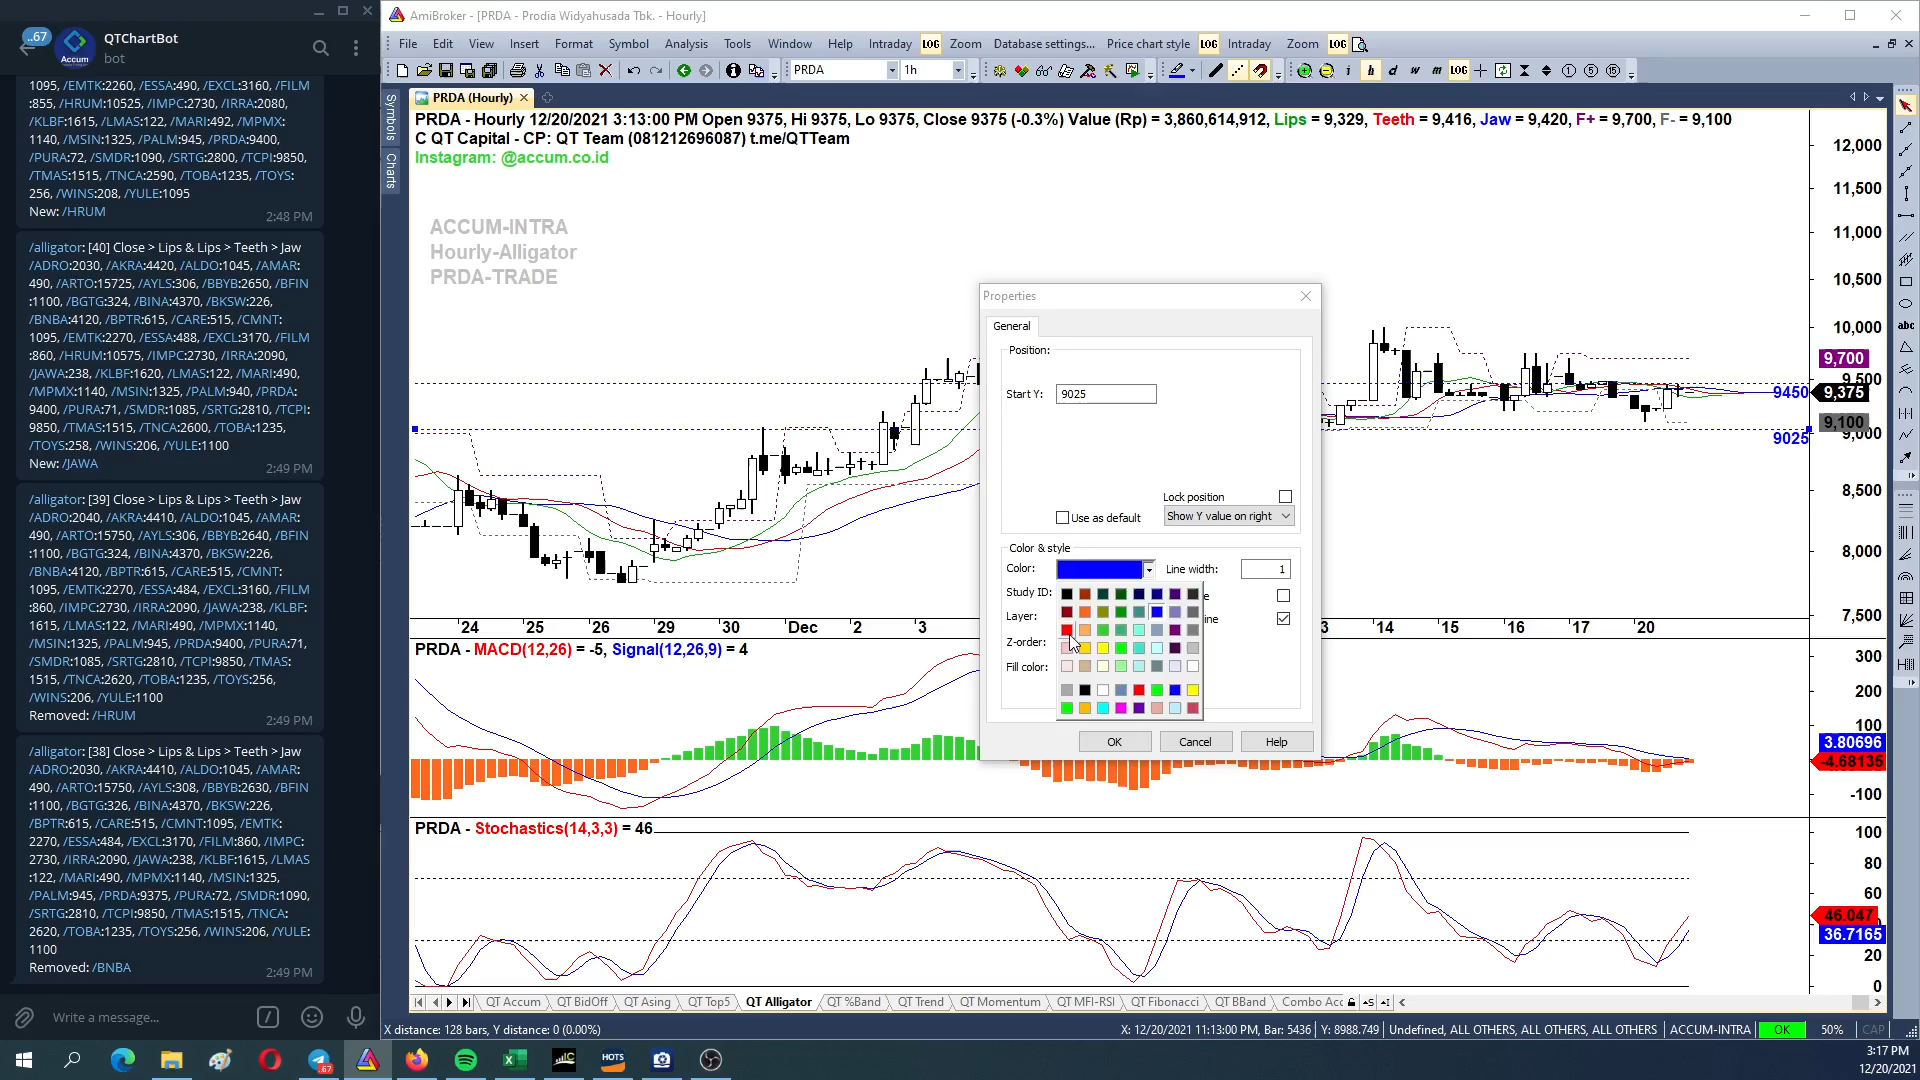 ..67
QTChartBot
bot
Accum
1095, /EMTK:2260, /ESSA:490, /EXCL:3160, /FILM
:855, /HRUM:10525, /IMPC:2730, /IRRA:2080,
/KLBF:1615, /LMAS:122, /MARI:492, /MPMX:
1140, /MSIN:1325, /PALM:945, /PRDA:9400,
/PURA:72, /SMDR:1090, /SRTG:2800, /TCPI:9850,
/TMAS:1515, /TNCA:2590, /TOBA:1235, /TOYS:
256, /WINS:208, /YULE:1095
New: /HRUM
2:48 PM
/alligator: [40] Close > Lips & Lips > Teeth > Jaw
/ADRO:2030, /AKRA:4420, /ALDO:1045, /AMAR:
490, /ARTO:15725, /AYLS:306, /BBYB:2650, /BFIN
:1100, /BGTG:324, /BINA:4370, /BKSW:226,
/BNBA:4120, /BPTR:615, /CARE:515, /CMNT:
1095, /EMTK:2270, /ESSA:488, /EXCL:3170, /FILM
:860, /HRUM:10575, /IMPC:2730, /IRRA:2090,
/JAWA:238, /KLBF:1620, /LMAS:122, /MARI:490,
/MPMX:1140, /MSIN:1325, /PALM:940, /PRDA:
9400, /PURA:71, /SMDR:1085, /SRTG:2810, /TCPI:
9850, /TMAS:1515, /TNCA:2600, /TOBA:1235,
/TOYS:258, /WINS:206, /YULE:1100
New: /JAWA
2:49 PM
/alligator: [39] Close > Lips & Lips > Teeth > Jaw
/ADRO:2040, /AKRA:4410, /ALDO:1045, /AMAR:
490, /ARTO:15750, /AYLS:306, /BBYB:2640, /BFIN:
:1100, /BGTG:324, /BINA:4370, /BKSW:226,
/BNBA:4120, /BPTR:615, /CARE:515, /CMNT:
1095, /EMTK:2270, /ESSA:484, /EXCL:3160, /FILM
:860, /IMPC:2730, /IRRA:2090, /JAWA:238, /KLBF:
1615, /LMAS:122, /MARI:490, /MPMX:1140,
/MSIN:1335, /PALM:945, /PRDA:9400, /PURA:71,
/SMDR:1085, /SRTG:2810, /TCPI:9850, /TMAS:
1515, /TNCA:2620, /TOBA:1235, /TOYS:256,
/WINS:206, /YULE:1100
Removed: /HRUM
2:49 PM
/alligator: [38] Close > Lips & Lips > Teeth > Jaw
/ADRO:2030, /AKRA:4410, /ALDO:1045, /AMAR:
490, /ARTO:15750, /AYLS:308, /BBYB:2630, /BFIN
:1100, /BGTG:326, /BINA:4370, /BKSW:226,
/BPTR:615, /CARE:515, /CMNT:1095, /EMTK:
2270, /ESSA:484, /EXCL:3170, /FILM:860, /IMPC:
2730, /IRRA:2090, /JAWA:238, /KLBF:1615, /LMAS
:122, /MARI:490, /MPMX:1140, /MSIN:1325,
/PALM:945, /PRDA:9375, /PURA:72, /SMDR:1090,
/SRTG:2810, /TCPI:9850, /TMAS:1515, /TNCA:
2620, /TOBA:1235, /TOYS:256, /WINS:206, /YULE:
1100
Removed: /BNBA
2:49 PM
Write a message...
AmiBroker - [PRDA - Prodia Widyahusada Tbk. - Hourly]
File Edit View Insert Format Symbol Analysis Tools Window Help Intraday LOG Zoom Database settings... Price chart style LOG Intraday Zoom LOG
PRDA 1h
i h d w m LOG
PRDA (Hourly)
Symbols
Charts
PRDA - Hourly 12/20/2021 3:13:00 PM Open 9375, Hi 9375, Lo 9375, Close 9375 (-0.3%) Value (Rp) = 3,860,614,912, Lips = 9,329, Teeth = 9,416, Jaw = 9,420, F+ = 9,700, F- = 9,100
C QT Capital - CP: QT Team (081212696087) t.me/QTTeam
Instagram: @accum.co.id
ACCUM-INTRA
Hourly-Alligator
PRDA-TRADE
12,000
11,500
11,000
10,500
10,000
9,700
9,500
9450
9,375
9,100
9,000
9025
8,500
8,000
7,500
abc
Properties
General
Position:
Start Y: 9025
Lock position
Use as default
Show Y value on right
Color & style
Color:
Line width: 1
Study ID:
Layer:
Z-order:
Fill color:
OK Cancel Help
24 25 26 29 30 Dec 2 3 14 15 16 17 20
PRDA - MACD(12,26) = -5, Signal(12,26,9) = 4
300
200
100
3.80696
-4.68135
-100
PRDA - Stochastics(14,3,3) = 46
100
80
60
46.047
36.7165
20
0
QT Accum QT BidOff QT Asing QT Top5 QT Alligator QT %Band QT Trend QT Momentum QT MFI-RSI QT Fibonacci QT BBand Combo Acc
X distance: 128 bars, Y distance: 0 (0.00%)
X: 12/20/2021 11:13:00 PM, Bar: 5436 Y: 8988.749 Undefined, ALL OTHERS, ALL OTHERS, ALL OTHERS ACCUM-INTRA OK 50% CAP
HOTS
3:17 PM
12/20/2021